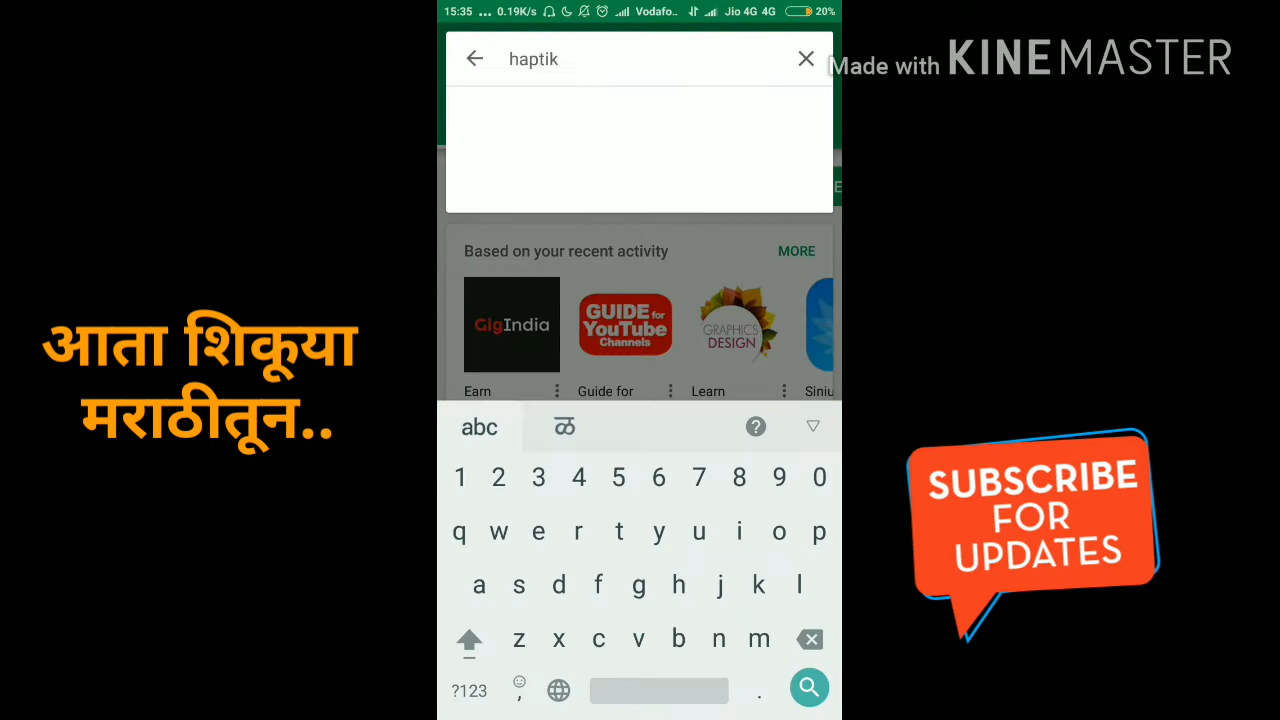 15:35 ... 0.19K/s Vodafo.. Jio 4G 4G 20%
haptik
Made with KINEMASTER
E
Based on your recent activity MORE
GigIndia
GUIDE for
YouTube
Channels
GRAPHICS
DESIGN
Earn Guide for Learn Siniu
आता शिकूया
मराठीतून..
abc ळ ?
1 2 3 4 5 6 7 8 9 0
q w e r t y u i o p
a s d f g h j k l
z x c v b n m
?123 , .
SUBSCRIBE
FOR
UPDATES